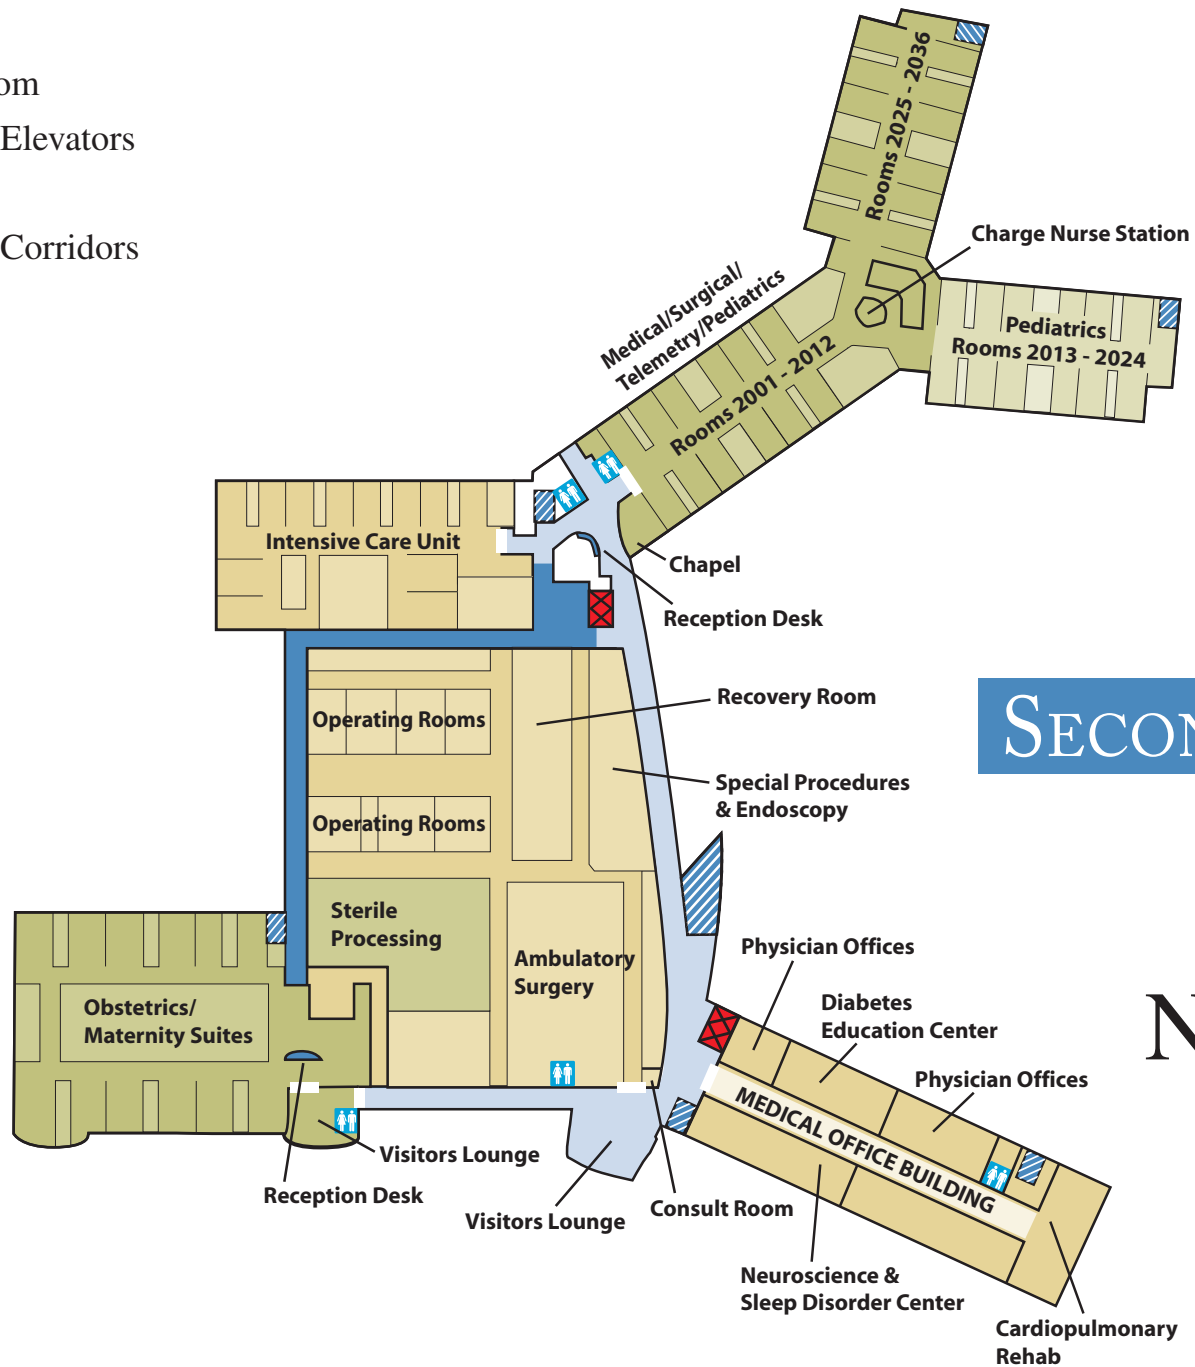 om
Elevators
Corridors
Rooms 2025 - 2036
Charge Nurse Station
Medical/Surgical/
Telemetry/Pediatrics
Pediatrics
Rooms 2013 - 2024
Rooms 2001 - 2012
Intensive Care Unit
Chapel
Reception Desk
Recovery Room
Operating Rooms
SECON
Special Procedures
& Endoscopy
Operating Rooms
Sterile
Processing
Ambulatory
Surgery
Physician Offices
Obstetrics/
Maternity Suites
Diabetes
Education Center
N
Physician Offices
MEDICAL OFFICE BUILDING
Visitors Lounge
Reception Desk
Visitors Lounge
Consult Room
Neuroscience &
Sleep Disorder Center
Cardiopulmonary
Rehab